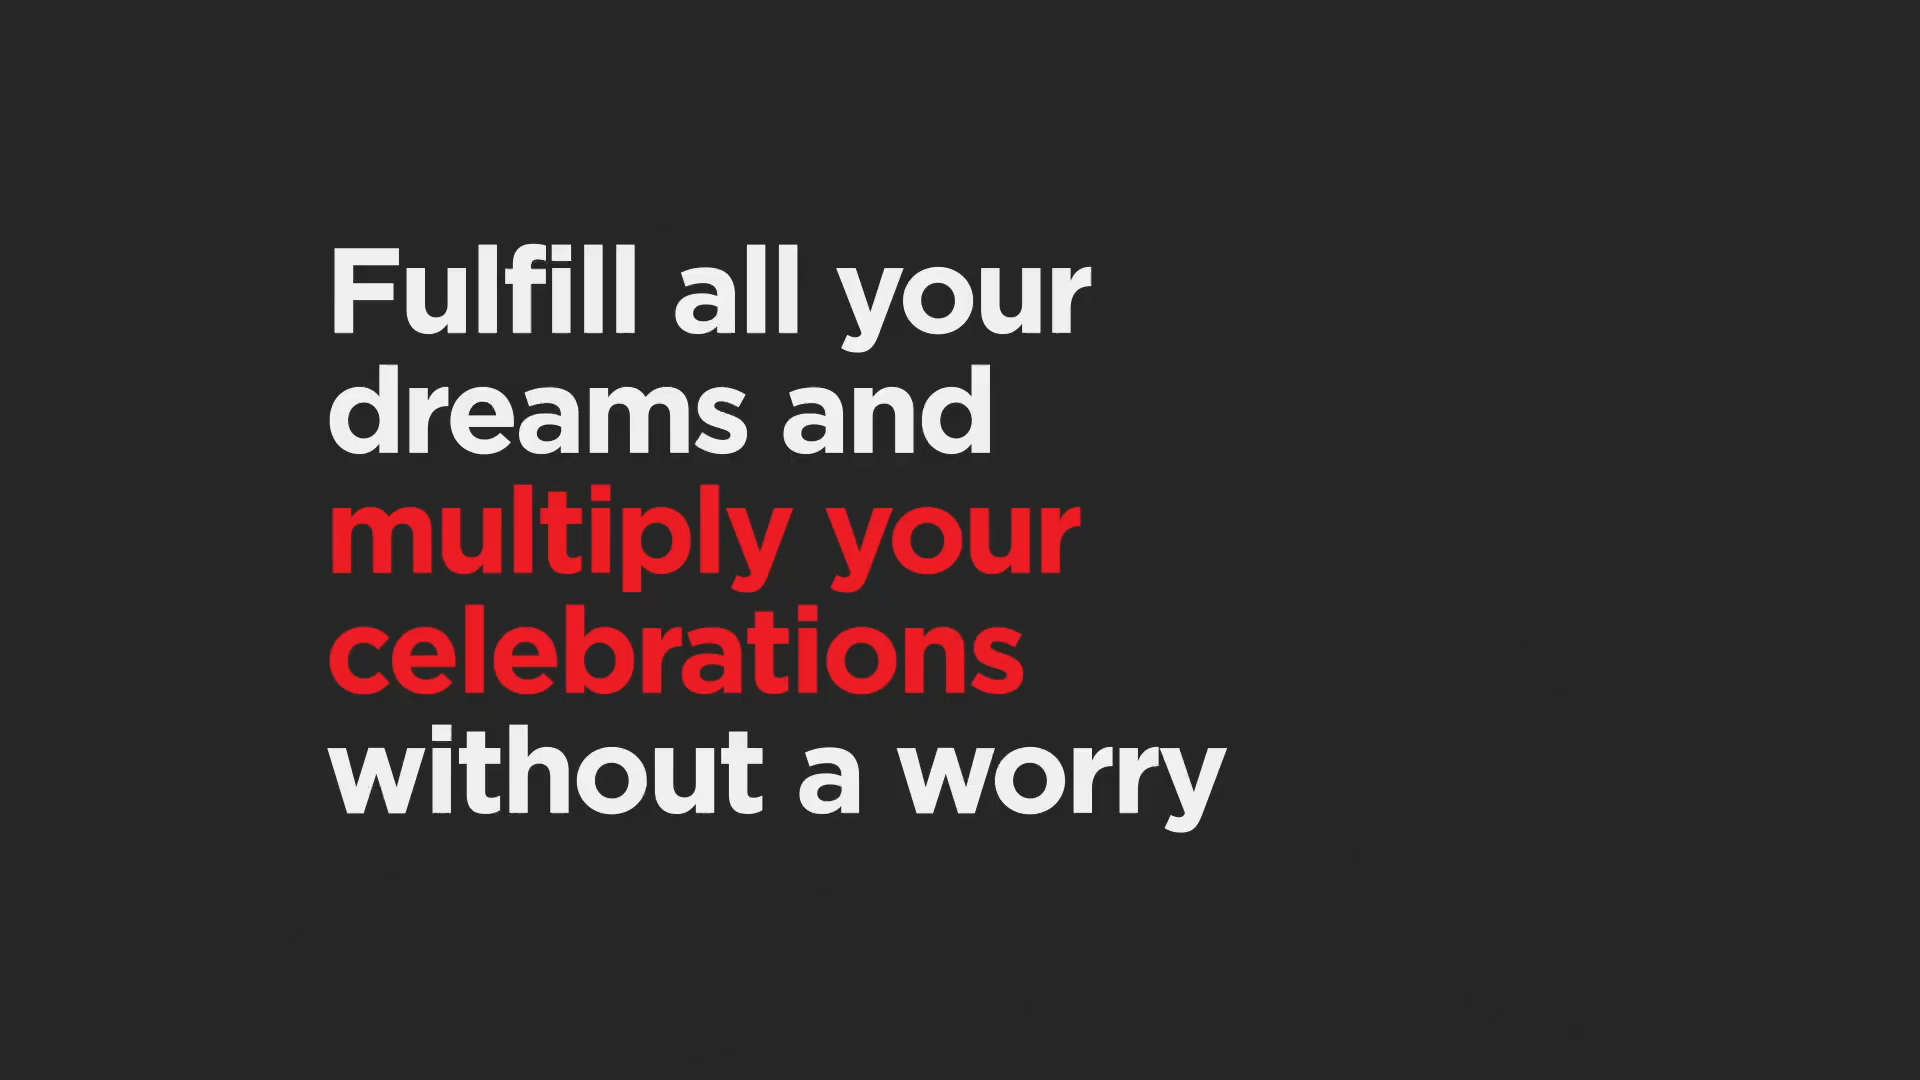 Fulfill all your
dreams and
multiply your
celebrations
without a worry